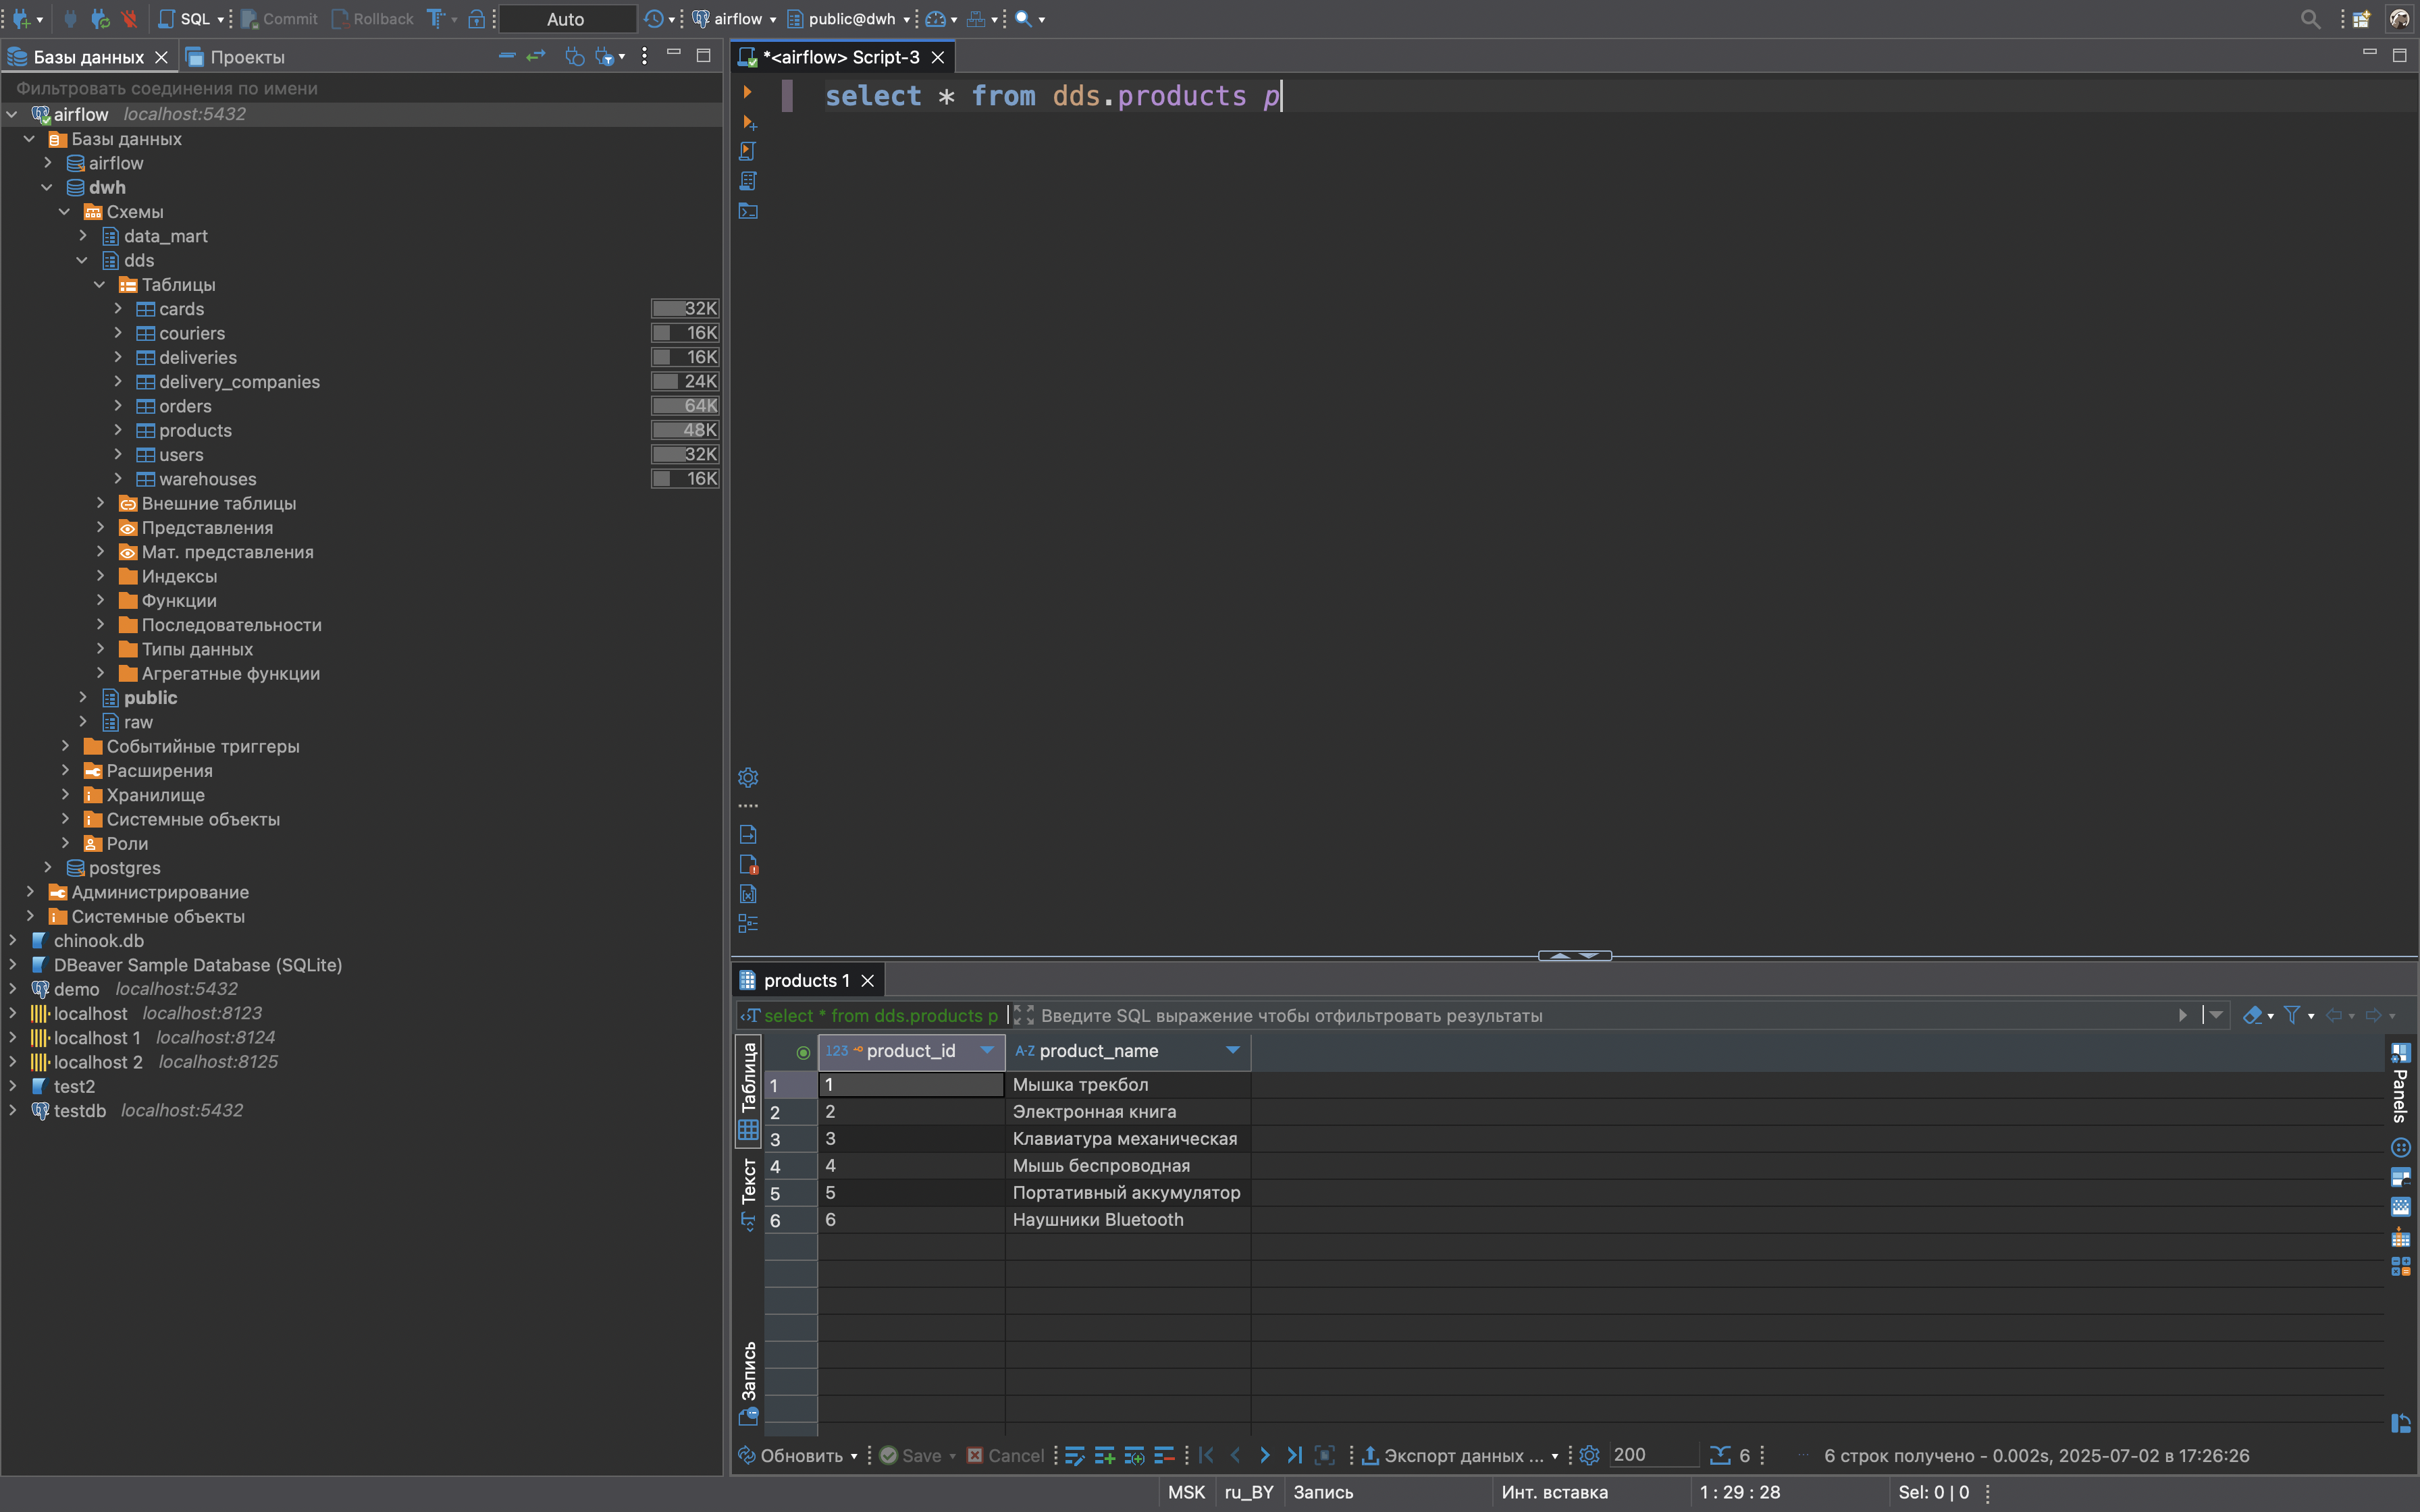 SQL
Commit
Rollback
Auto
airflow
public@dwh
Базы данных
Проекты
*<airflow> Script-3
Фильтровать соединения по имени
airflow localhost:5432
Базы данных
airflow
dwh
Схемы
data_mart
dds
Таблицы
cards 32K
couriers 16K
deliveries 16K
delivery_companies 24K
orders 64K
products 48K
users 32K
warehouses 16K
Внешние таблицы
Представления
Мат. представления
Индексы
Функции
Последовательности
Типы данных
Агрегатные функции
public
raw
Событийные триггеры
Расширения
Хранилище
Системные объекты
Роли
postgres
Администрирование
Системные объекты
chinook.db
DBeaver Sample Database (SQLite)
demo localhost:5432
localhost localhost:8123
localhost 1 localhost:8124
localhost 2 localhost:8125
test2
testdb localhost:5432
select * from dds.products p
products 1
select * from dds.products p
Введите SQL выражение чтобы отфильтровать результаты
Таблица
Текст
Запись
123 product_id A-Z product_name
1 1 Мышка трекбол
2 2 Электронная книга
3 3 Клавиатура механическая
4 4 Мышь беспроводная
5 5 Портативный аккумулятор
6 6 Наушники Bluetooth
Panels
Обновить Save Cancel Экспорт данных ... 200 6 6 строк получено - 0.002s, 2025-07-02 в 17:26:26
MSK ru_BY Запись Инт. вставка 1 : 29 : 28 Sel: 0 | 0